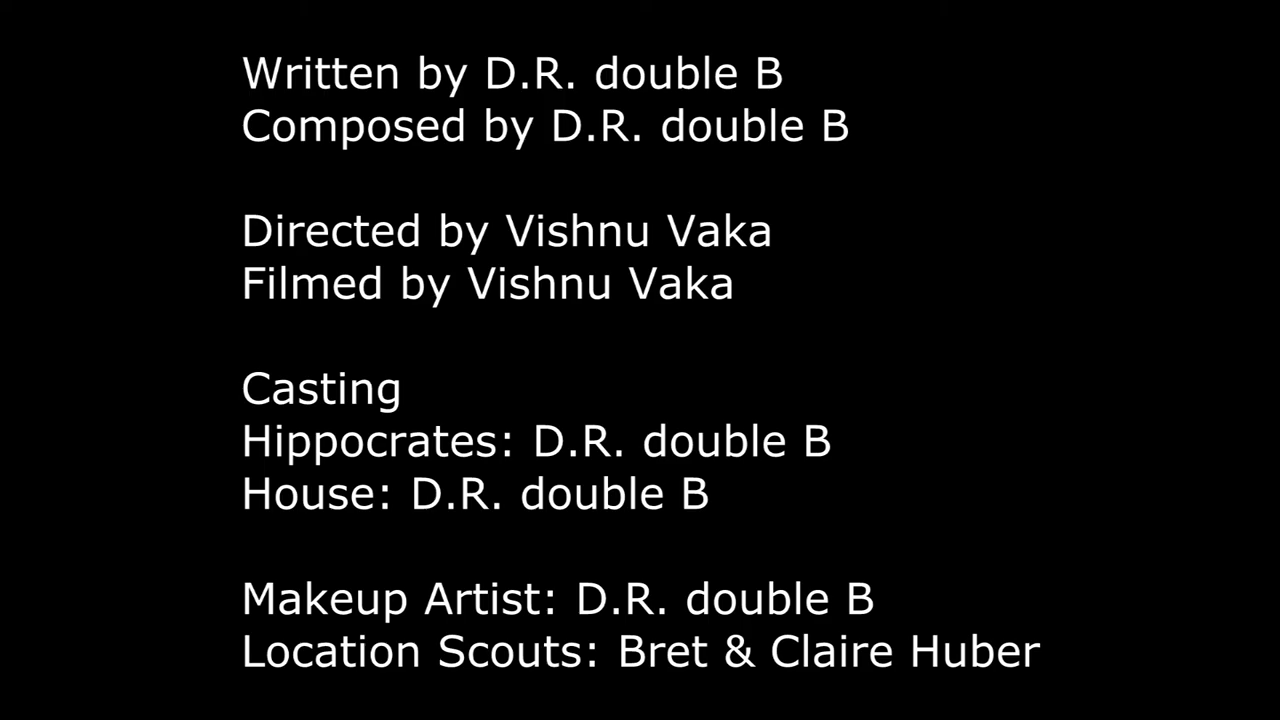 Written by D.R. double B
Composed by D.R. double B
Directed by Vishnu Vaka
Filmed by Vishnu Vaka
Casting
Hippocrates: D.R. double B
House: D.R. double B
Makeup Artist: D.R. double B
Location Scouts: Bret & Claire Huber